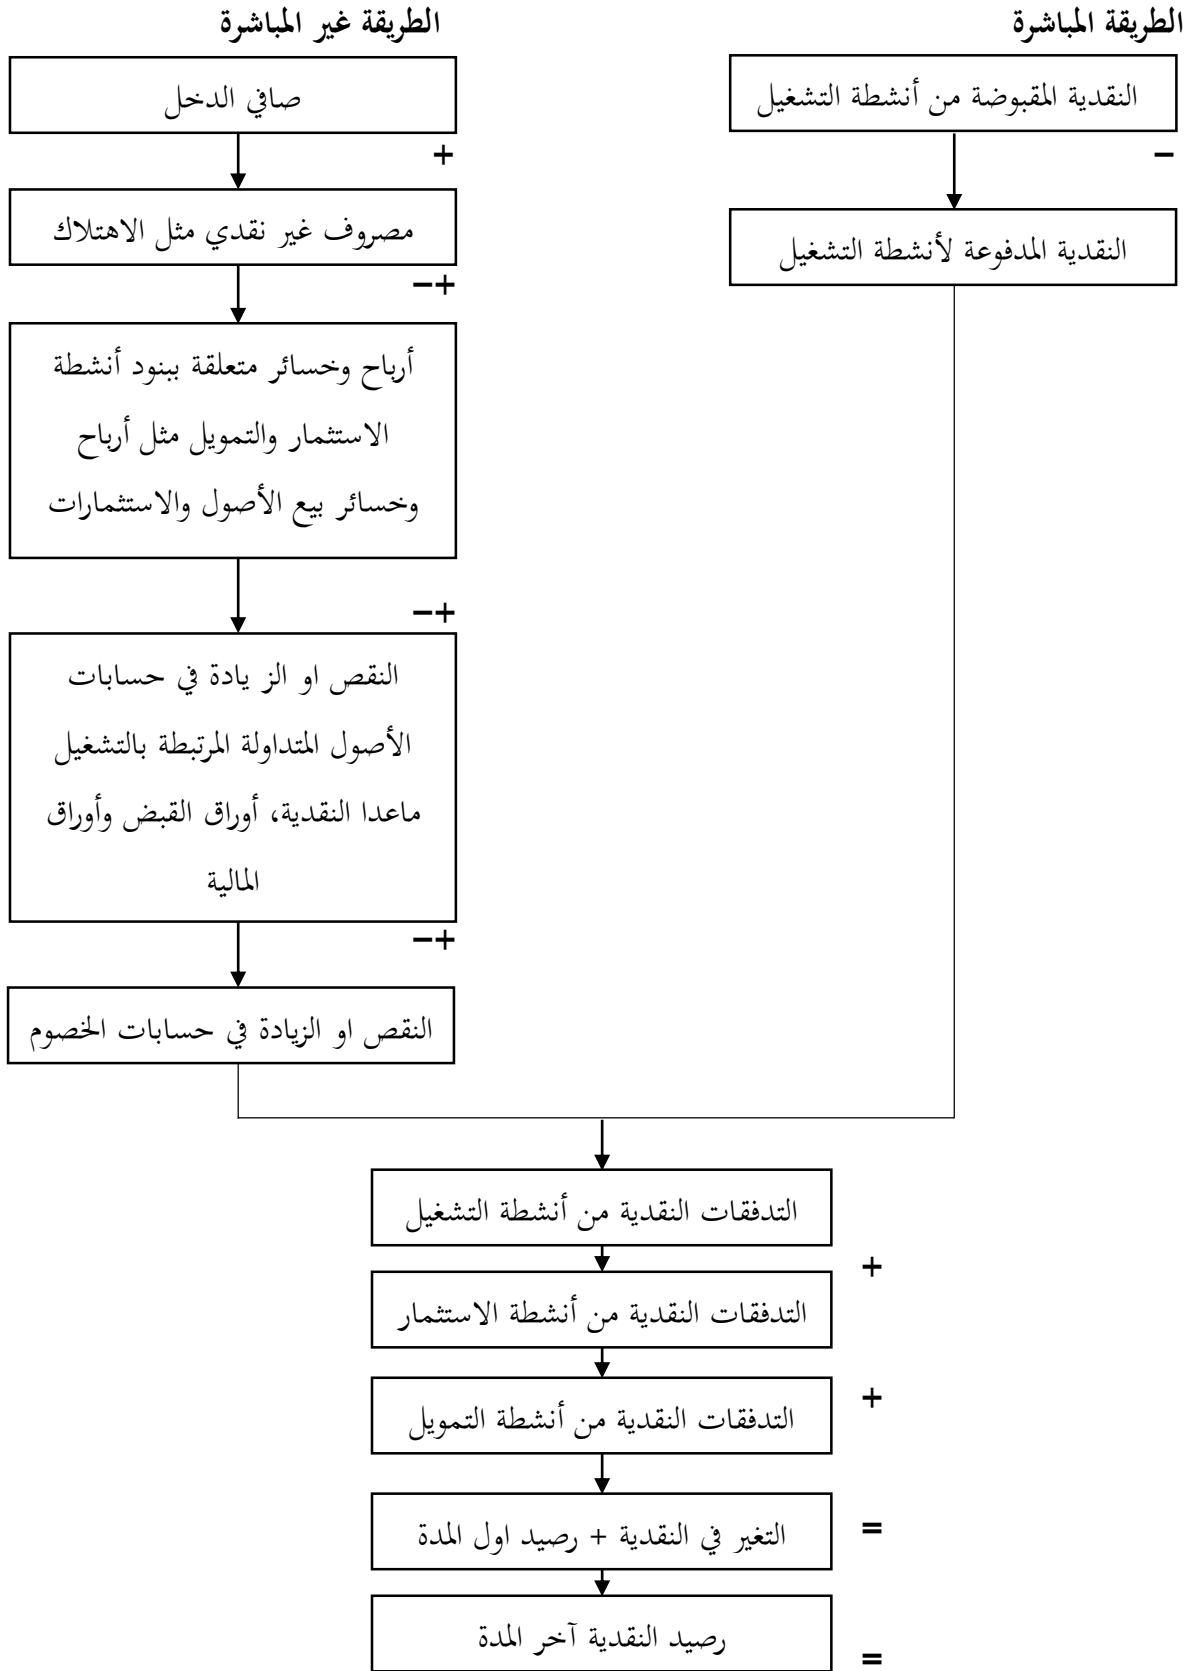 الطريقة المباشرة
النقدية المقبوضة من أنشطة التشغيل
−
النقدية المدفوعة لأنشطة التشغيل
الطريقة غير المباشرة
صافي الدخل
+
مصروف غير نقدي مثل الاهتلاك
+−
أرباح وخسائر متعلقة ببنود أنشطة
الاستثمار والتمويل مثل أرباح
وخسائر بيع الأصول والاستثمارات
+−
النقص او الز يادة في حسابات
الأصول المتداولة المرتبطة بالتشغيل
ماعدا النقدية، أوراق القبض وأوراق
المالية
+−
النقص او الزيادة في حسابات الخصوم
التدفقات النقدية من أنشطة التشغيل
+
التدفقات النقدية من أنشطة الاستثمار
+
التدفقات النقدية من أنشطة التمويل
=
التغير في النقدية + رصيد اول المدة
=
رصيد النقدية آخر المدة